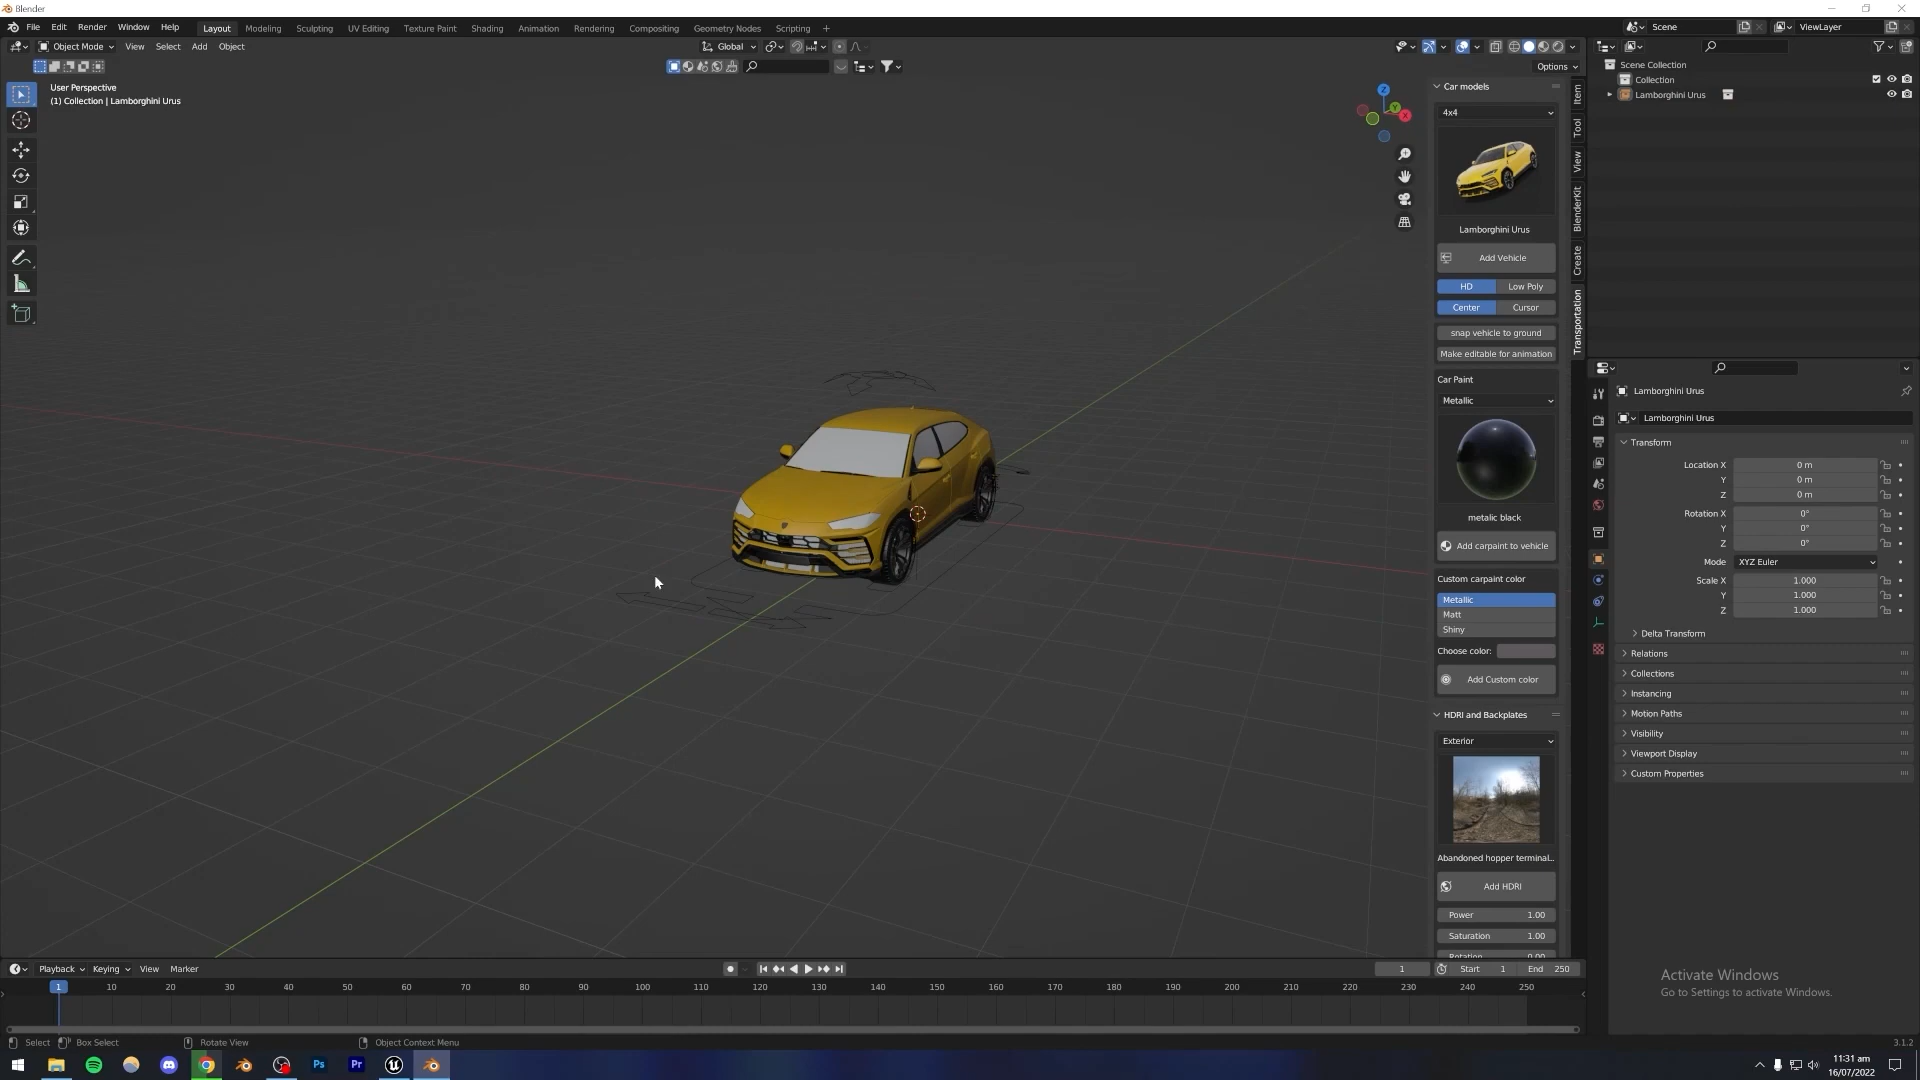 Blender
File Edit Render Window Help Layout Modeling Sculpting UV Editing Texture Paint Shading Animation Rendering Compositing Geometry Nodes Scripting + Scene ViewLayer
Object Mode View Select Add Object Global
Options
User Perspective
(1) Collection | Lamborghini Urus
Z
Y
X
Car models
4x4
Lamborghini Urus
Add Vehicle
HD Low Poly
Center Cursor
snap vehicle to ground
Make editable for animation
Car Paint
Metallic
metalic black
Add carpaint to vehicle
Custom carpaint color
Metallic
Matt
Shiny
Choose color:
Add Custom color
HDRI and Backplates
Exterior
Abandoned hopper terminal...
Add HDRI
Power 1.00
Saturation 1.00
Item
Tool
View
BlenderKit
Create
Transportation
Scene Collection
Collection
Lamborghini Urus
Lamborghini Urus
Lamborghini Urus
Transform
Location X 0 m
Y 0 m
Z 0 m
Rotation X 0°
Y 0°
Z 0°
Mode XYZ Euler
Scale X 1.000
Y 1.000
Z 1.000
Delta Transform
Relations
Collections
Instancing
Motion Paths
Visibility
Viewport Display
Custom Properties
Playback Keying View Marker 1 Start 1 End 250
1 10 20 30 40 50 60 70 80 90 100 110 120 130 140 150 160 170 180 190 200 210 220 230 240 250
Activate Windows
Go to Settings to activate Windows.
Select Box Select Rotate View Object Context Menu 3.1.2
Ps Pr
11:31 am
16/07/2022